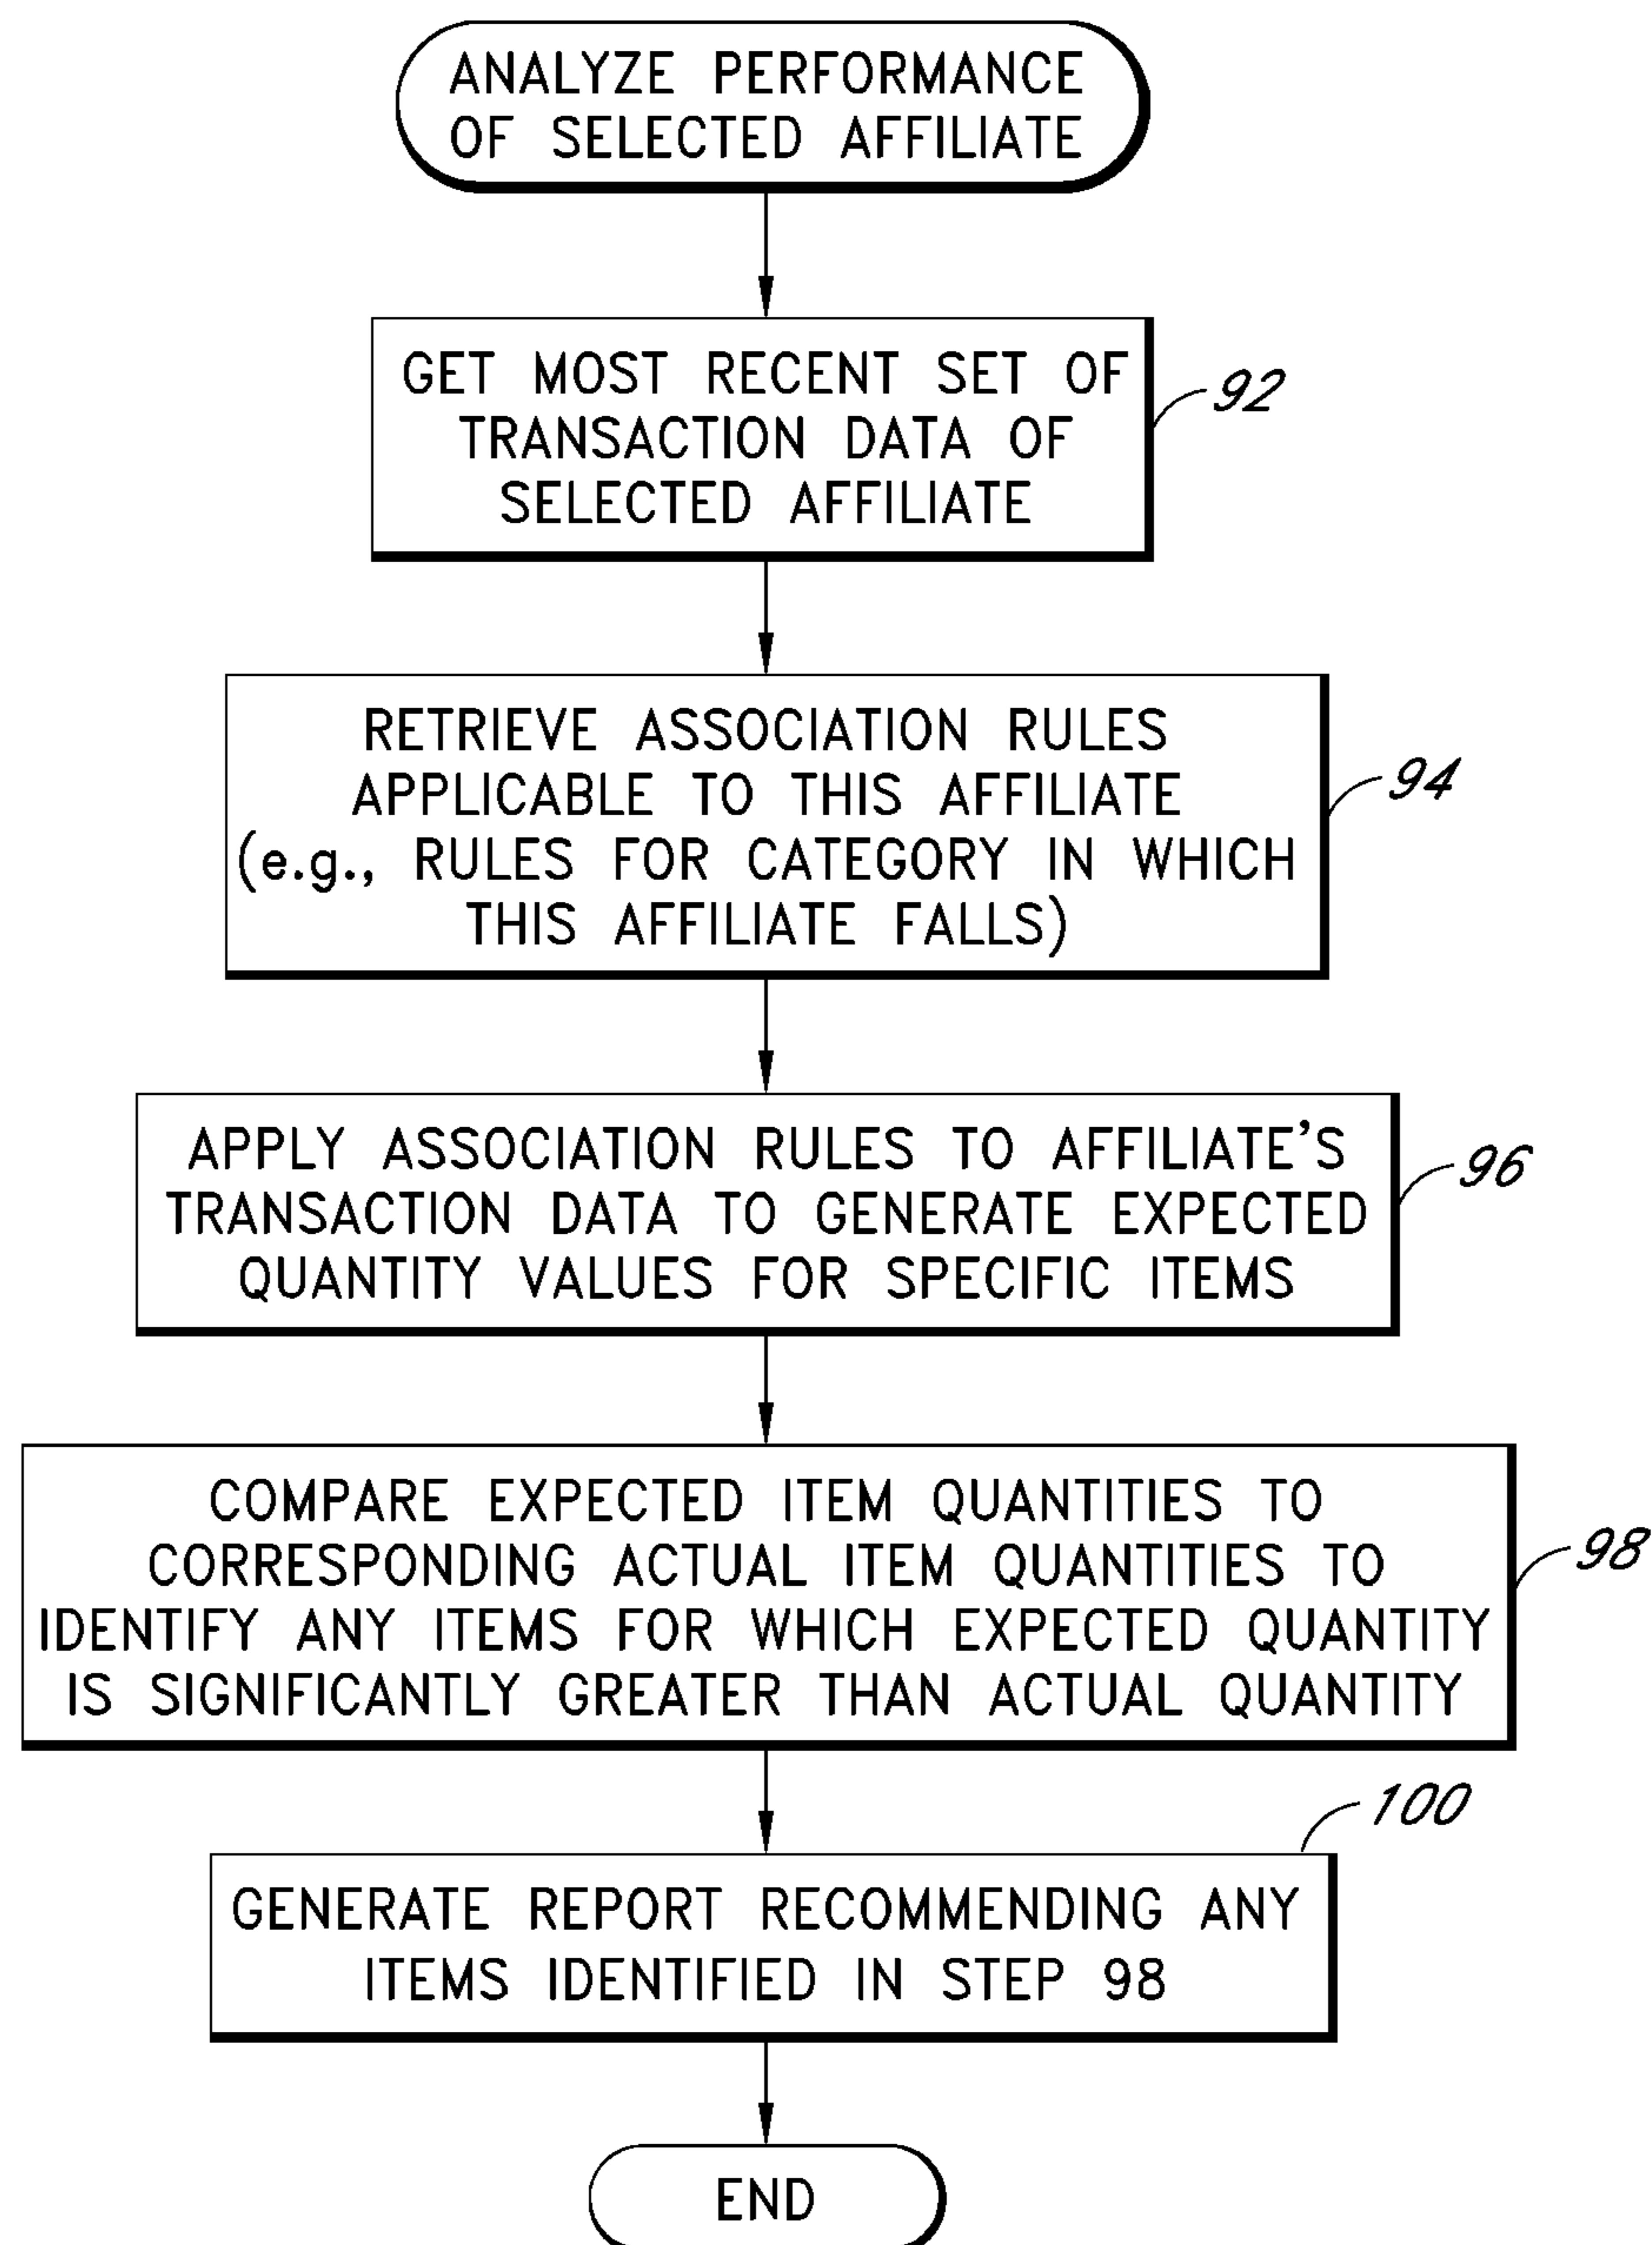 ANALYZE PERFORMANCE
OF SELECTED AFFILIATE
GET MOST RECENT SET OF
TRANSACTION DATA OF
SELECTED AFFILIATE
92
RETRIEVE ASSOCIATION RULES
APPLICABLE TO THIS AFFILIATE
(e.g., RULES FOR CATEGORY IN WHICH
THIS AFFILIATE FALLS)
94
APPLY ASSOCIATION RULES TO AFFILIATE'S
TRANSACTION DATA TO GENERATE EXPECTED
QUANTITY VALUES FOR SPECIFIC ITEMS
96
COMPARE EXPECTED ITEM QUANTITIES TO
CORRESPONDING ACTUAL ITEM QUANTITIES TO
IDENTIFY ANY ITEMS FOR WHICH EXPECTED QUANTITY
IS SIGNIFICANTLY GREATER THAN ACTUAL QUANTITY
98
100
GENERATE REPORT RECOMMENDING ANY
ITEMS IDENTIFIED IN STEP 98
END